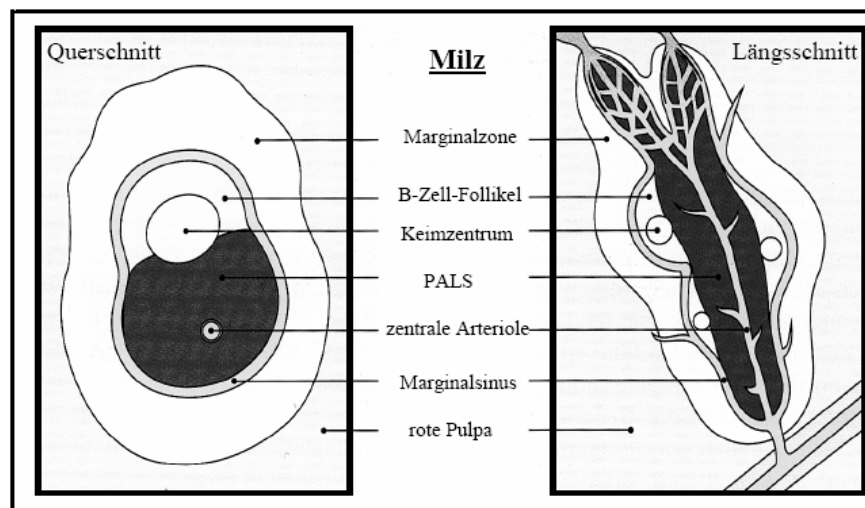 Querschnitt
Milz
Längsschnitt
Marginalzone
B-Zell-Follikel
Keimzentrum
PALS
zentrale Arteriole
Marginalsinus
rote Pulpa